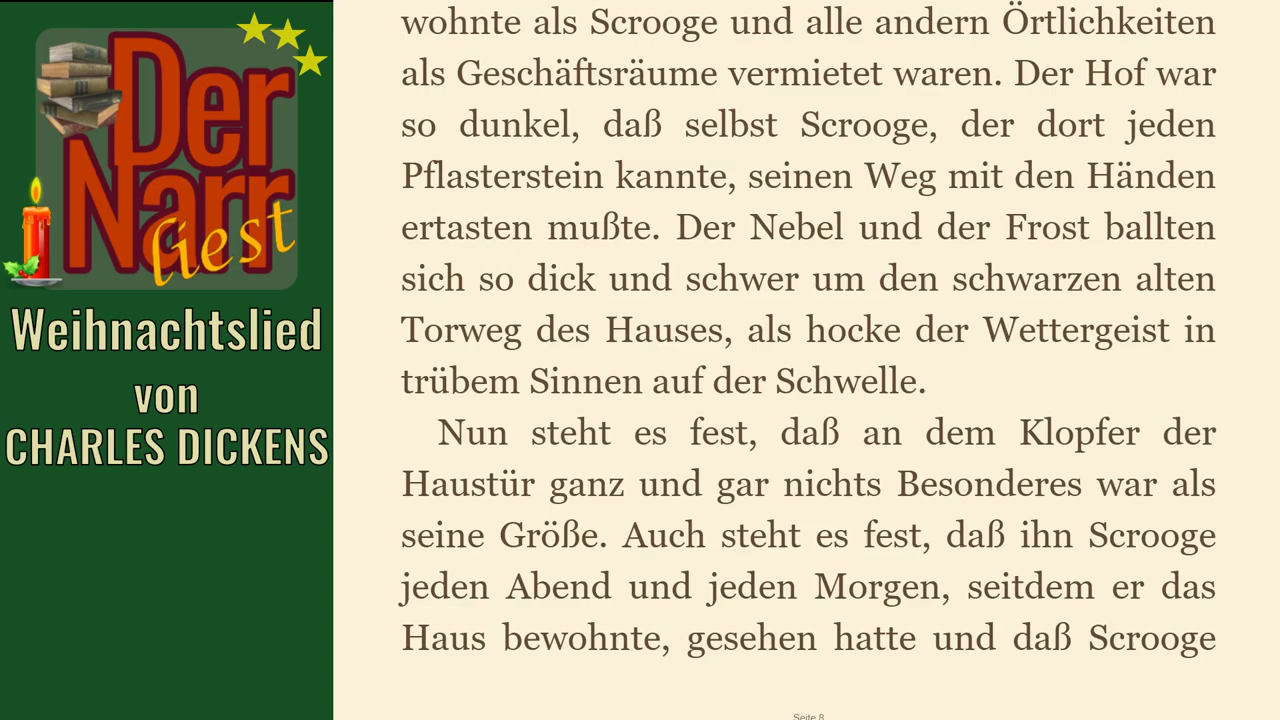 Der
Narr
liest
Weihnachtslied
von
CHARLES DICKENS
wohnte als Scrooge und alle andern Örtlichkeiten
als Geschäftsräume vermietet waren. Der Hof war
so dunkel, daß selbst Scrooge, der dort jeden
Pflasterstein kannte, seinen Weg mit den Händen
ertasten mußte. Der Nebel und der Frost ballten
sich so dick und schwer um den schwarzen alten
Torweg des Hauses, als hocke der Wettergeist in
trübem Sinnen auf der Schwelle.
Nun steht es fest, daß an dem Klopfer der
Haustür ganz und gar nichts Besonderes war als
seine Größe. Auch steht es fest, daß ihn Scrooge
jeden Abend und jeden Morgen, seitdem er das
Haus bewohnte, gesehen hatte und daß Scrooge
Seite 8